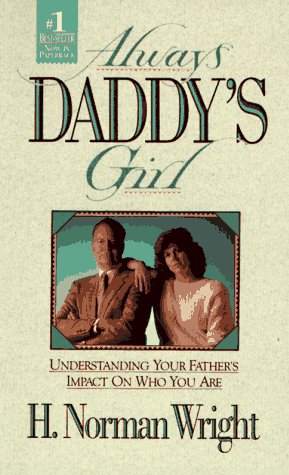 #1
BEST-SELLER
NOW IN
PAPERBACK
Always
DADDY'S
Girl
UNDERSTANDING YOUR FATHER'S
IMPACT ON WHO YOU ARE
H. Norman Wright